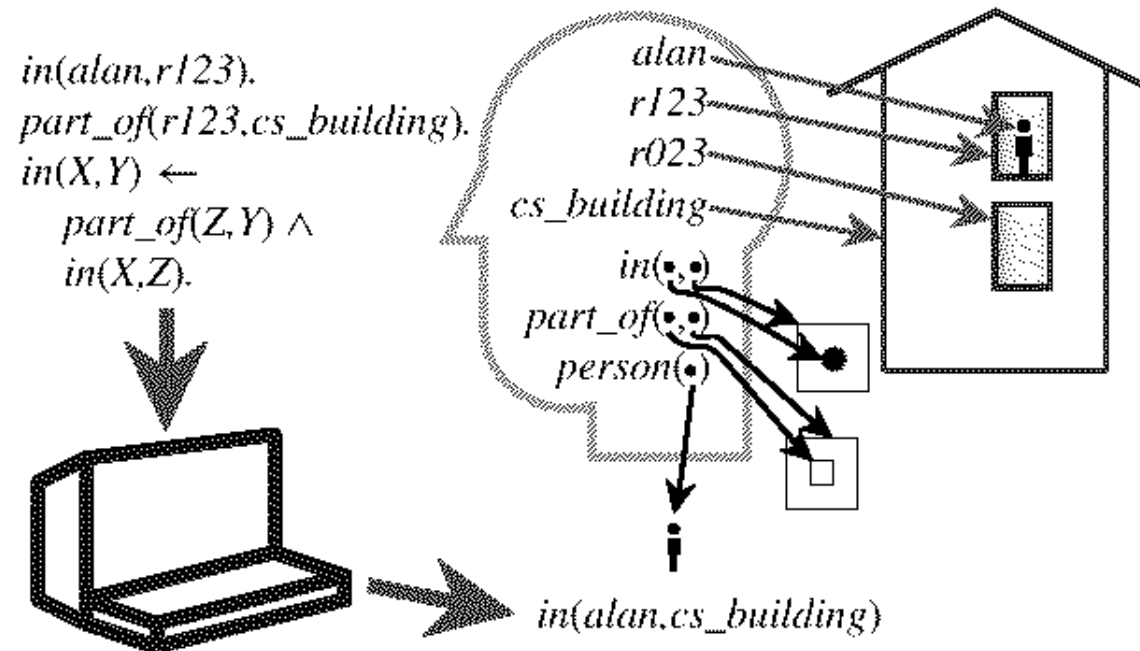 in(alan,r123).
part_of(r123,cs_building).
in(X,Y) ←
part_of(Z,Y) ∧
in(X,Z).
alan
r123
r023
cs_building
in(•,•)
part_of(•,•)
person(•)
in(alan,cs_building)